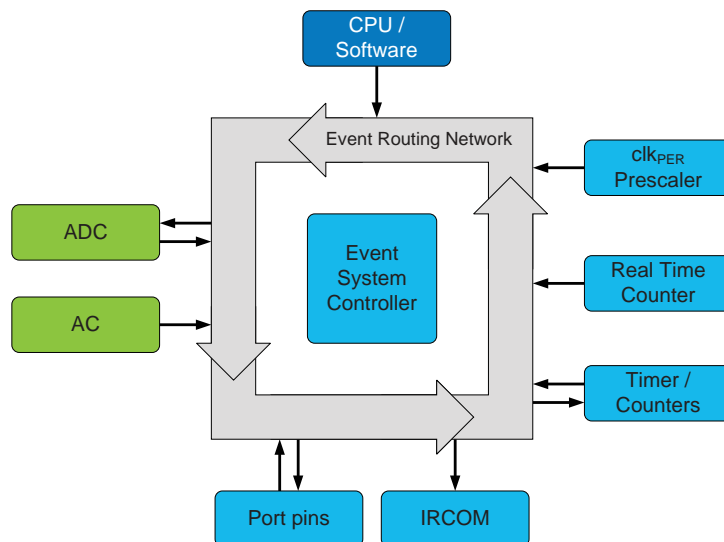 CPU /
Software
Event Routing Network
clkPER
Prescaler
ADC
Event
System
Controller
Real Time
Counter
AC
Timer /
Counters
Port pins
IRCOM